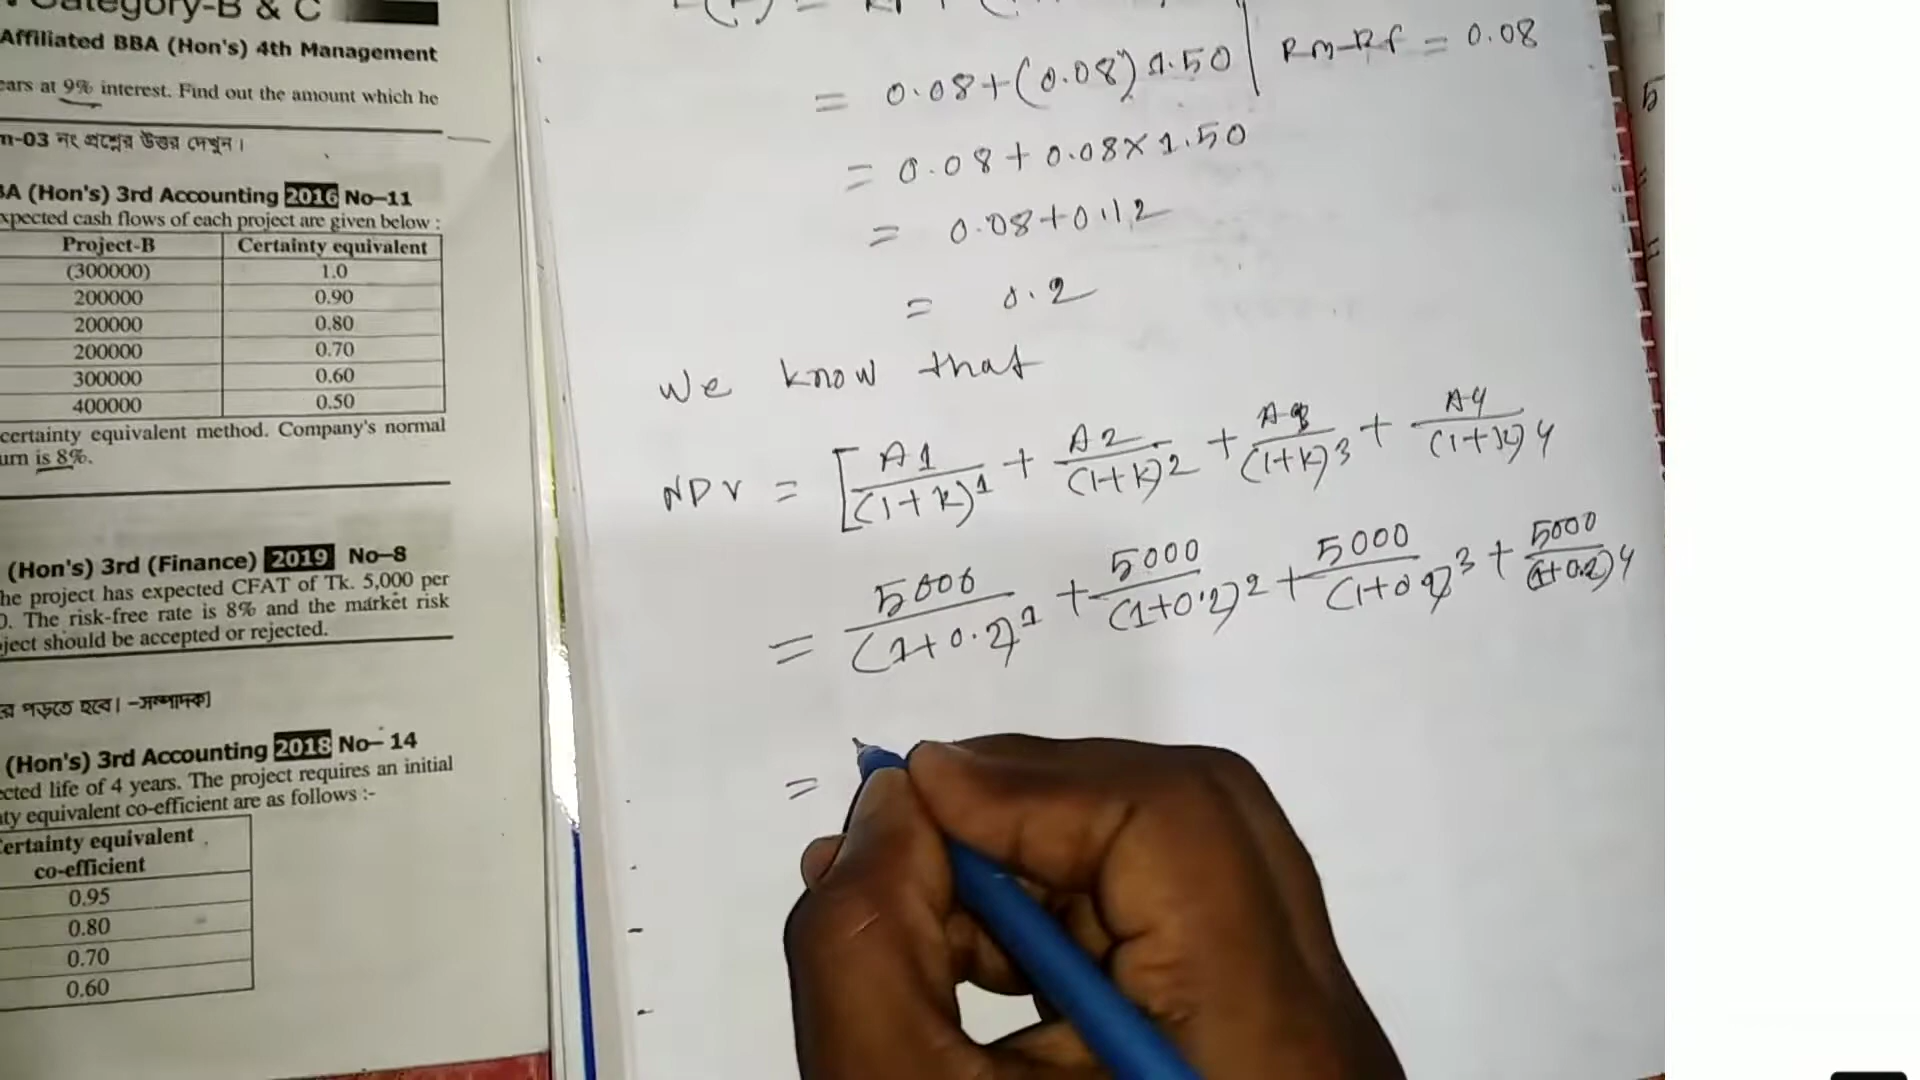 Category-B & C
Affiliated BBA (Hon's) 4th Management
ears at 9% interest. Find out the amount which he
m-03 নং প্রশ্নের উত্তর দেখুন।
BA (Hon's) 3rd Accounting 2016 No-11
xpected cash flows of each project are given below :
Project-B Certainty equivalent
(300000) 1.0
200000 0.90
200000 0.80
200000 0.70
300000 0.60
400000 0.50
certainty equivalent method. Company's normal
urn is 8%.
(Hon's) 3rd (Finance) 2019 No-8
he project has expected CFAT of Tk. 5,000 per
0. The risk-free rate is 8% and the market risk
ject should be accepted or rejected.
র পড়তে হবে। -সম্পাদক]
(Hon's) 3rd Accounting 2018 No- 14
cted life of 4 years. The project requires an initial
ty equivalent co-efficient are as follows :-
Certainty equivalent
co-efficient
0.95
0.80
0.70
0.60
= 0.08+(0.08) 1.50 | Rm-Rf = 0.08
= 0.08+0.08×1.50
= 0.08+0.12
= 0.2
We know that
NPV = [A1/(1+k)^1 + A2/(1+k)^2 + A3/(1+k)^3 + A4/(1+k)^4
= 5000/(1+0.2)^1 + 5000/(1+0.2)^2 + 5000/(1+0.2)^3 + 5000/(1+0.2)^4
=